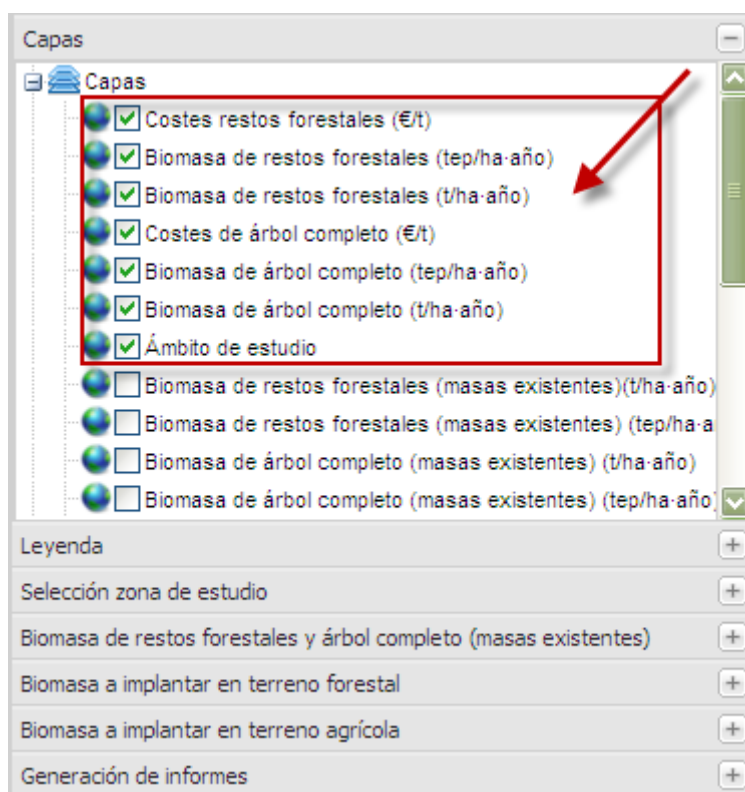 Capas
Capas
Costes restos forestales (€/t)
Biomasa de restos forestales (tep/ha·año)
Biomasa de restos forestales (t/ha·año)
Costes de árbol completo (€/t)
Biomasa de árbol completo (tep/ha·año)
Biomasa de árbol completo (t/ha·año)
Ámbito de estudio
Biomasa de restos forestales (masas existentes)(t/ha·año)
Biomasa de restos forestales (masas existentes) (tep/ha·a
Biomasa de árbol completo (masas existentes) (t/ha·año)
Biomasa de árbol completo (masas existentes) (tep/ha·año)
Leyenda
Selección zona de estudio
Biomasa de restos forestales y árbol completo (masas existentes)
Biomasa a implantar en terreno forestal
Biomasa a implantar en terreno agrícola
Generación de informes